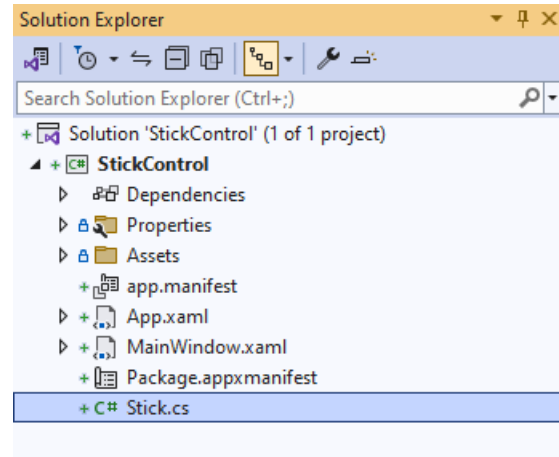 Solution Explorer
Search Solution Explorer (Ctrl+;)
Solution 'StickControl' (1 of 1 project)
C# StickControl
Dependencies
Properties
Assets
app.manifest
App.xaml
MainWindow.xaml
Package.appxmanifest
C# Stick.cs